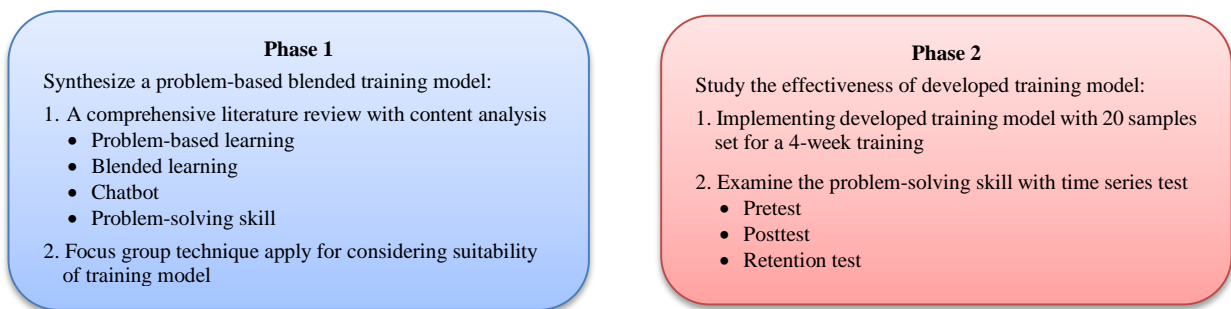 Phase 1
Synthesize a problem-based blended training model:
1. A comprehensive literature review with content analysis
• Problem-based learning
• Blended learning
• Chatbot
• Problem-solving skill
2. Focus group technique apply for considering suitability
of training model
Phase 2
Study the effectiveness of developed training model:
1. Implementing developed training model with 20 samples
set for a 4-week training
2. Examine the problem-solving skill with time series test
• Pretest
• Posttest
• Retention test